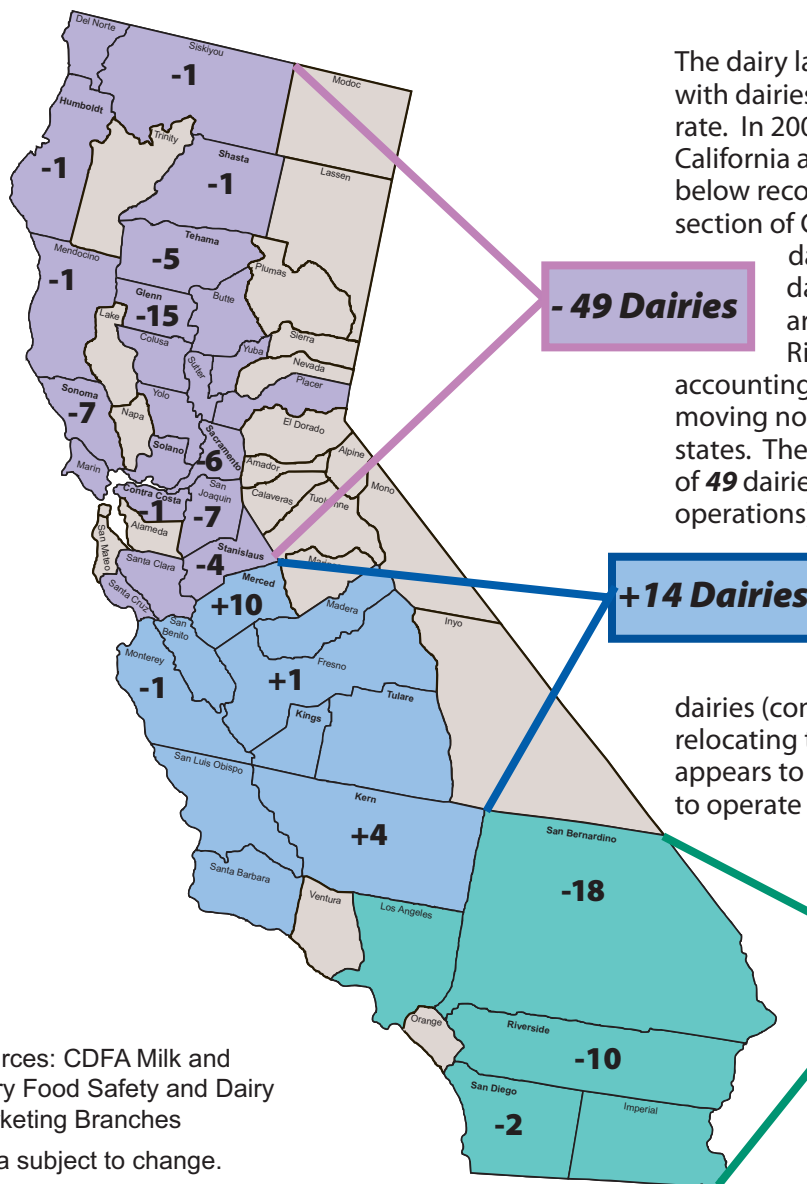 Del Norte
Siskiyou
-1
Modoc
Humboldt
-1
Trinity
Shasta
-1
Lassen
Tehama
-5
Plumas
Mendocino
-1
Glenn
-15
Butte
Lake
Colusa
Sutter
Yuba
Sierra
Nevada
Placer
Sonoma
-7
Napa
Yolo
El Dorado
Marin
Solano
Sacramento
-6
Amador
Alpine
Contra Costa
-1
San
Joaquin
-7
Calaveras
Tuolumne
Mono
San Mateo
Alameda
Santa Clara
Stanislaus
-4
Santa Cruz
Merced
+10
Madera
San
Benito
Monterey
-1
Fresno
+1
Inyo
Kings
Tulare
San Luis Obispo
Kern
+4
Santa Barbara
Ventura
Los Angeles
San Bernardino
-18
Orange
Riverside
-10
San Diego
-2
Imperial
The dairy la
with dairies
rate. In 200
California a
below reco
section of C
da
da
ar
Ri
accounting
moving no
states. The
of 49 dairie
operations
- 49 Dairies
+14 Dairies
dairies (cor
relocating t
appears to
to operate
rces: CDFA Milk and
ry Food Safety and Dairy
keting Branches
a subject to change.